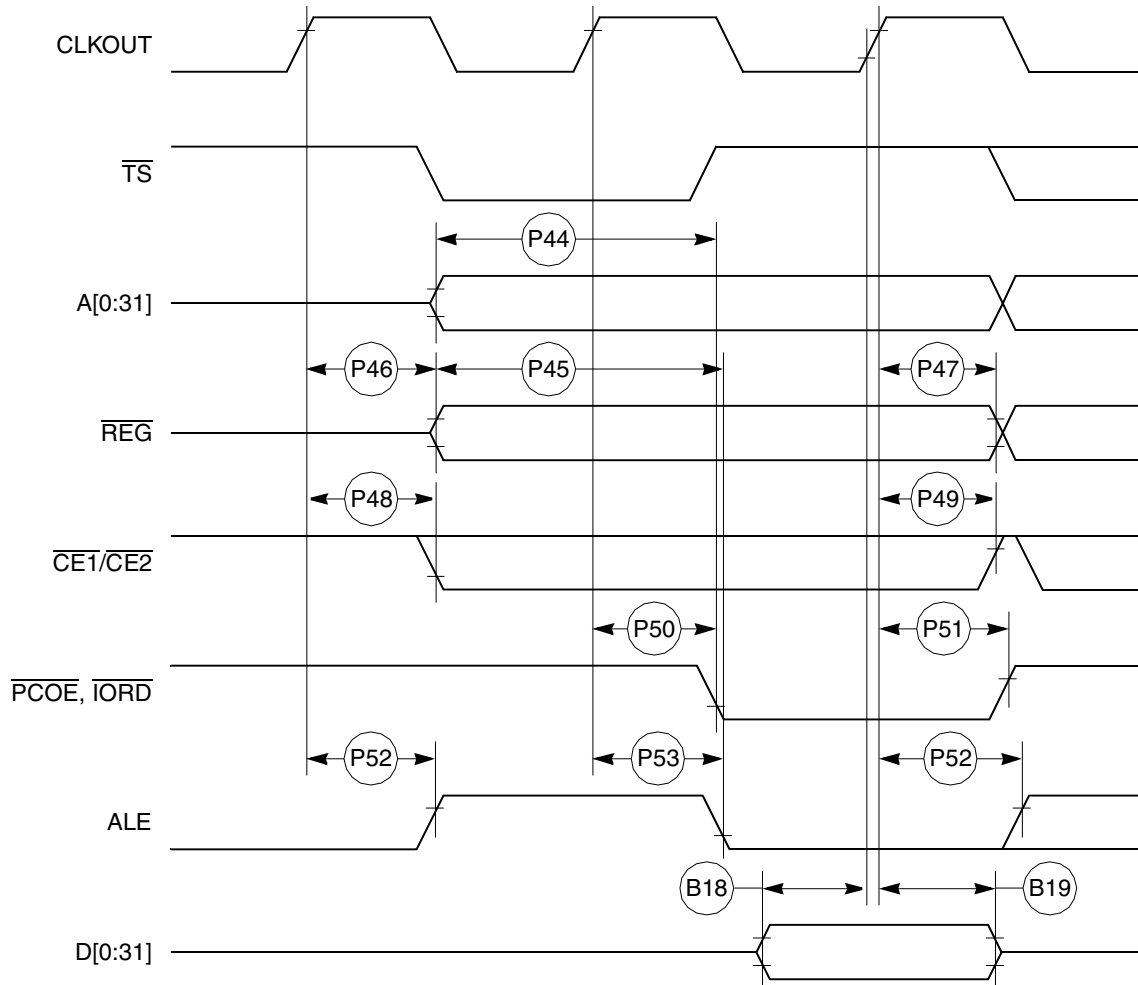 CLKOUT
TS
P44
A[0:31]
P46 P45 P47
REG
P48 P49
CE1/CE2
P50 P51
PCOE, IORD
P52 P53 P52
ALE
B18 B19
D[0:31]